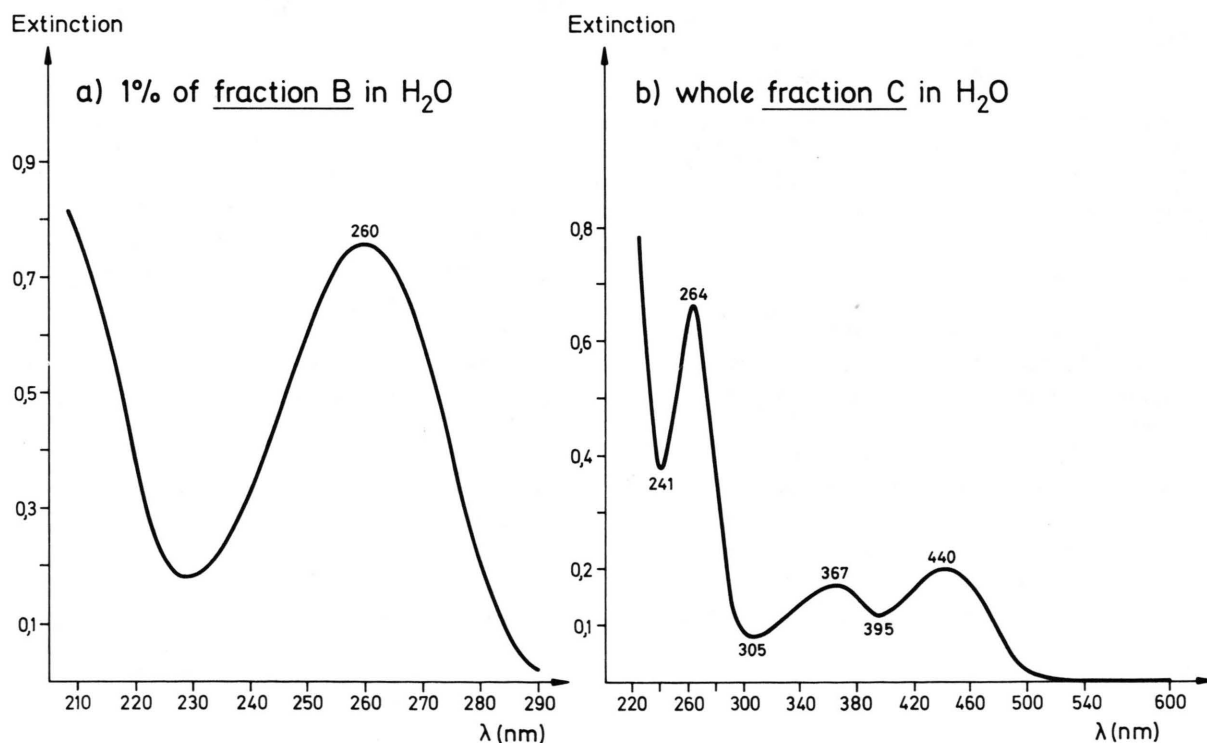 Extinction
a) 1% of fraction B in H₂O
0,9
0,7
0,5
0,3
0,1
260
210 220 230 240 250 260 270 280 290
λ (nm)
Extinction
b) whole fraction C in H₂O
0,8
0,6
0,4
0,2
0,1
264
241
305
367
395
440
220 260 300 340 380 420 460 500 540 600
λ (nm)